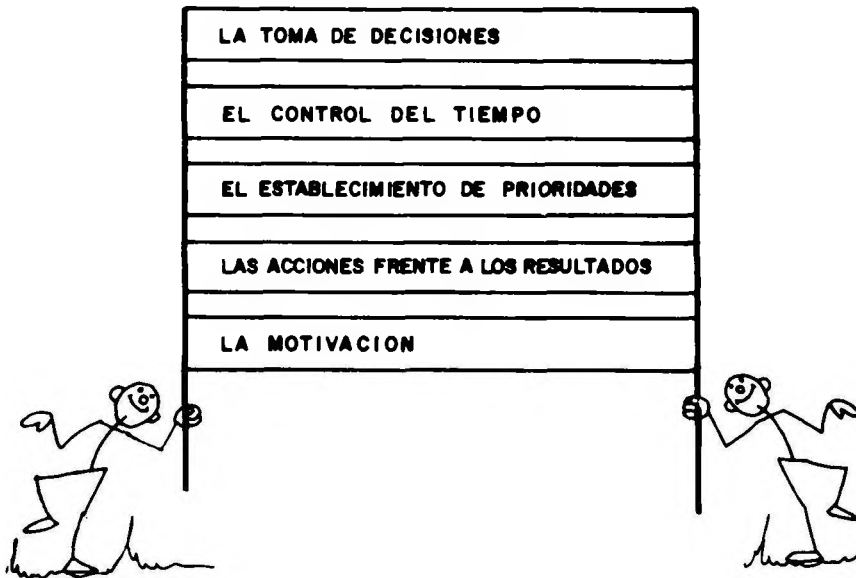 LA TOMA DE DECISIONES
EL CONTROL DEL TIEMPO
EL ESTABLECIMIENTO DE PRIORIDADES
LAS ACCIONES FRENTE A LOS RESULTADOS
LA MOTIVACION